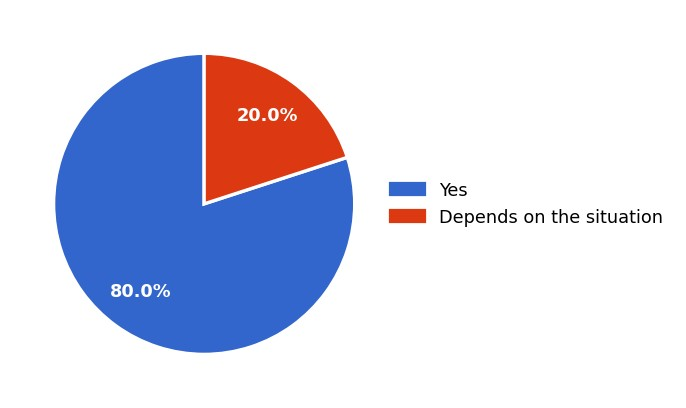 20.0%
Yes
Depends on the situation
80.0%